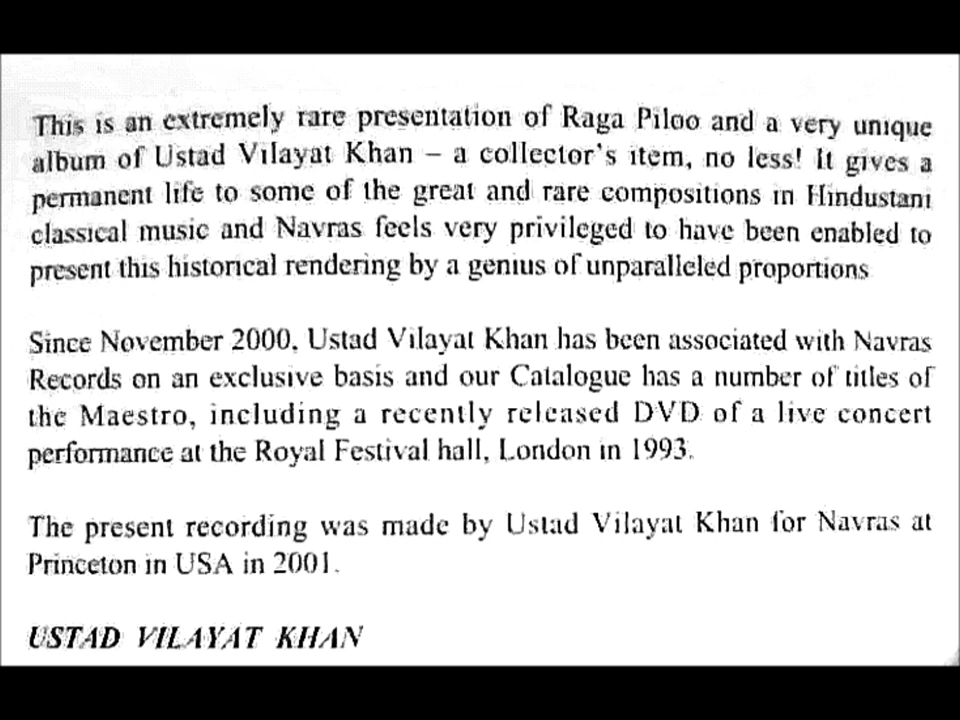 This is an extremely rare presentation of Raga Piloo and a very unique
album of Ustad Vilayat Khan – a collector's item, no less! It gives a
permanent life to some of the great and rare compositions in Hindustani
classical music and Navras feels very privileged to have been enabled to
present this historical rendering by a genius of unparalleled proportions
Since November 2000, Ustad Vilayat Khan has been associated with Navras
Records on an exclusive basis and our Catalogue has a number of titles of
the Maestro, including a recently released DVD of a live concert
performance at the Royal Festival hall, London in 1993.
The present recording was made by Ustad Vilayat Khan for Navras at
Princeton in USA in 2001.
USTAD VILAYAT KHAN